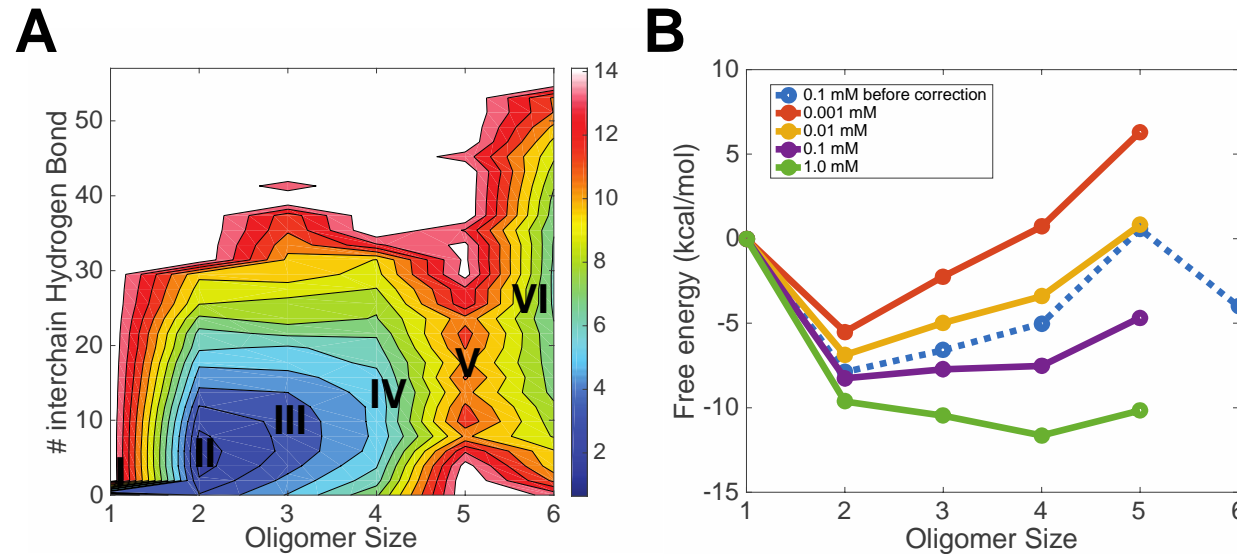 A
# interchain Hydrogen Bond
50
40
30
20
10
0
1
2
3
4
5
6
Oligomer Size
I
II
III
IV
V
VI
14
12
10
8
6
4
2
B
Free energy (kcal/mol)
10
5
0
-5
-10
-15
1
2
3
4
5
6
Oligomer Size
0.1 mM before correction
0.001 mM
0.01 mM
0.1 mM
1.0 mM